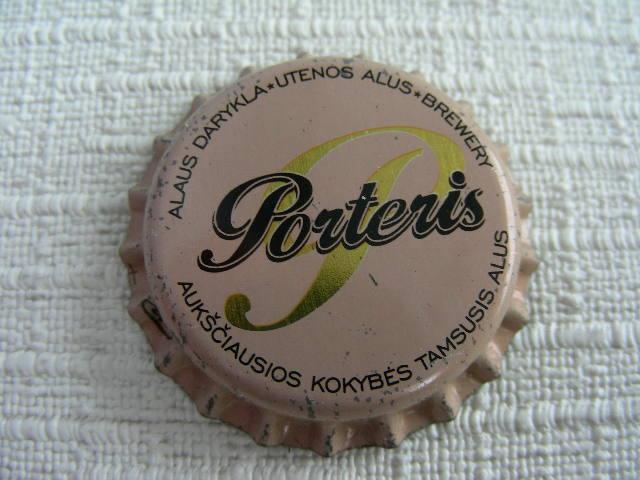 ALAUS DARYKLA★UTENOS ALUS★BREWERY
Porteris
AUKŠČIAUSIOS KOKYBĖS TAMSUSIS ALUS